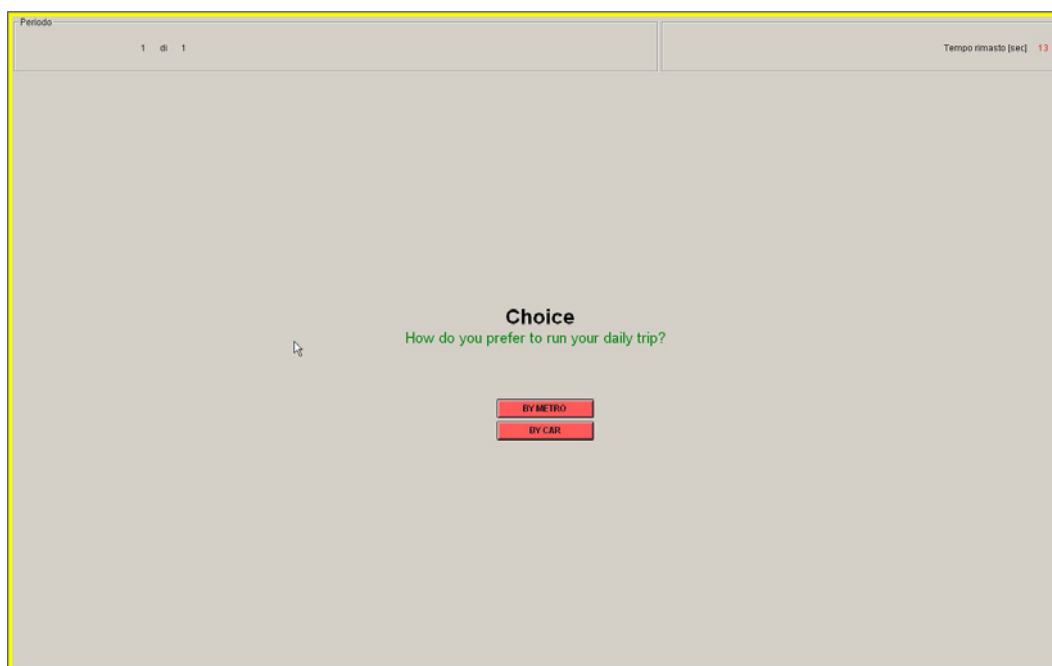 Periodo
1 di 1
Tempo rimasto [sec] 13
Choice
How do you prefer to run your daily trip?
BY METRO
BY CAR